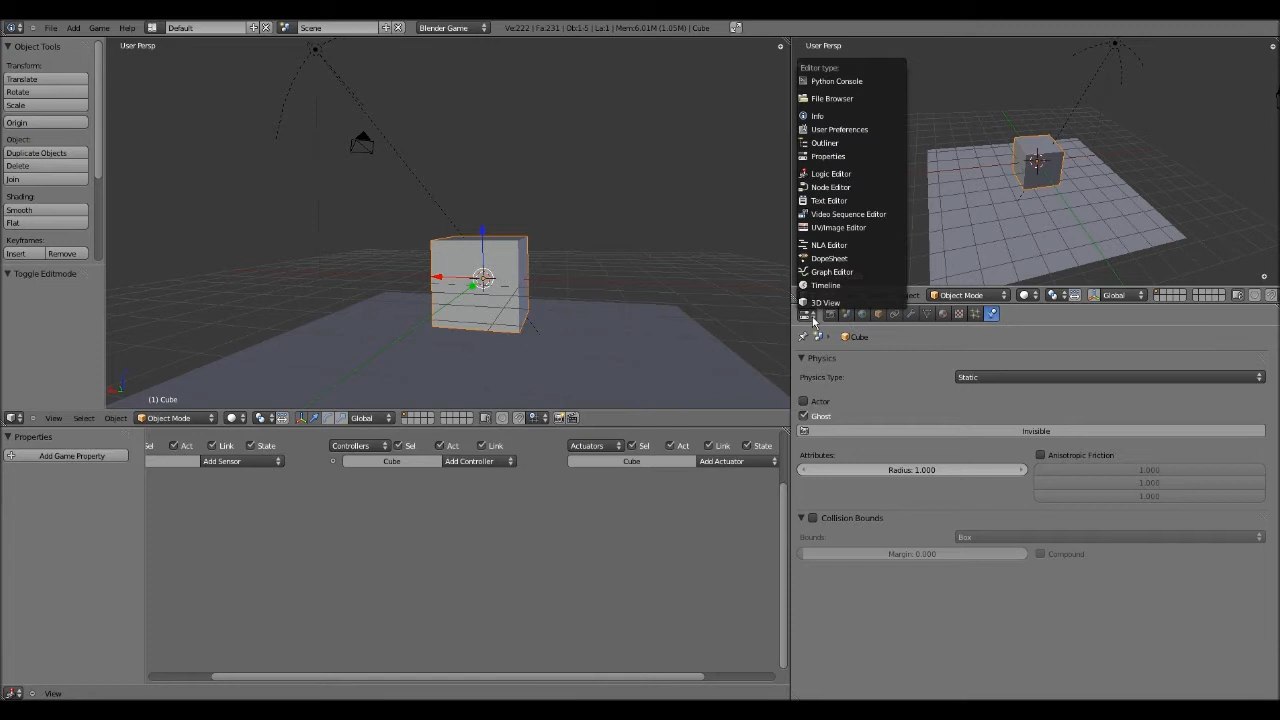 File Add Game Help Default Scene Blender Game Ve:222 | Fa:231 | Ob:1-5 | La:1 | Mem:6.01M (1.05M) | Cube
Object Tools
Transform:
Translate
Rotate
Scale
Origin
Object:
Duplicate Objects
Delete
Join
Shading:
Smooth
Flat
Keyframes:
Insert Remove
Toggle Editmode
User Persp
(1) Cube
View Select Object Object Mode Global
Properties
Add Game Property
Act Link State Controllers Sel Act Link Actuators Sel Act Link State
Add Sensor Cube Add Controller Cube Add Actuator
View
User Persp
Editor type:
Python Console
File Browser
Info
User Preferences
Outliner
Properties
Logic Editor
Node Editor
Text Editor
Video Sequence Editor
UV/Image Editor
NLA Editor
DopeSheet
Graph Editor
Timeline
3D View
Object Mode Global
Cube
Physics
Physics Type: Static
Actor
Ghost
Invisible
Attributes: Anisotropic Friction
Radius: 1.000 1.000
1.000
1.000
Collision Bounds
Bounds: Box
Margin: 0.000 Compound